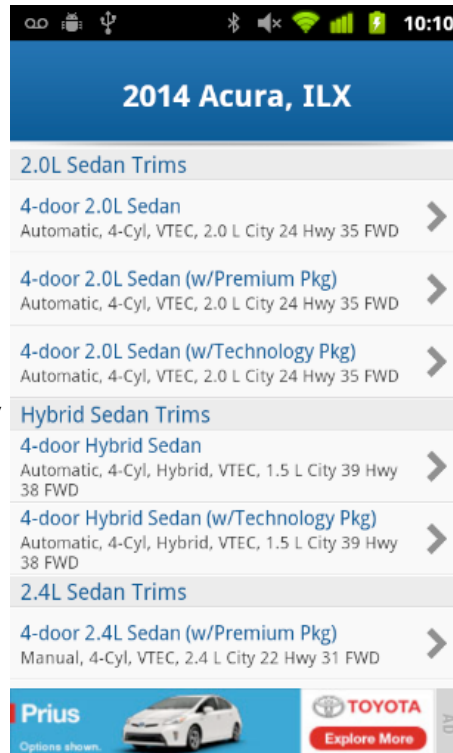 10:10
2014 Acura, ILX
2.0L Sedan Trims
4-door 2.0L Sedan
Automatic, 4-Cyl, VTEC, 2.0 L City 24 Hwy 35 FWD
4-door 2.0L Sedan (w/Premium Pkg)
Automatic, 4-Cyl, VTEC, 2.0 L City 24 Hwy 35 FWD
4-door 2.0L Sedan (w/Technology Pkg)
Automatic, 4-Cyl, VTEC, 2.0 L City 24 Hwy 35 FWD
Hybrid Sedan Trims
4-door Hybrid Sedan
Automatic, 4-Cyl, Hybrid, VTEC, 1.5 L City 39 Hwy
38 FWD
4-door Hybrid Sedan (w/Technology Pkg)
Automatic, 4-Cyl, Hybrid, VTEC, 1.5 L City 39 Hwy
38 FWD
2.4L Sedan Trims
4-door 2.4L Sedan (w/Premium Pkg)
Manual, 4-Cyl, VTEC, 2.4 L City 22 Hwy 31 FWD
Prius
Options shown.
TOYOTA
Explore More
AD